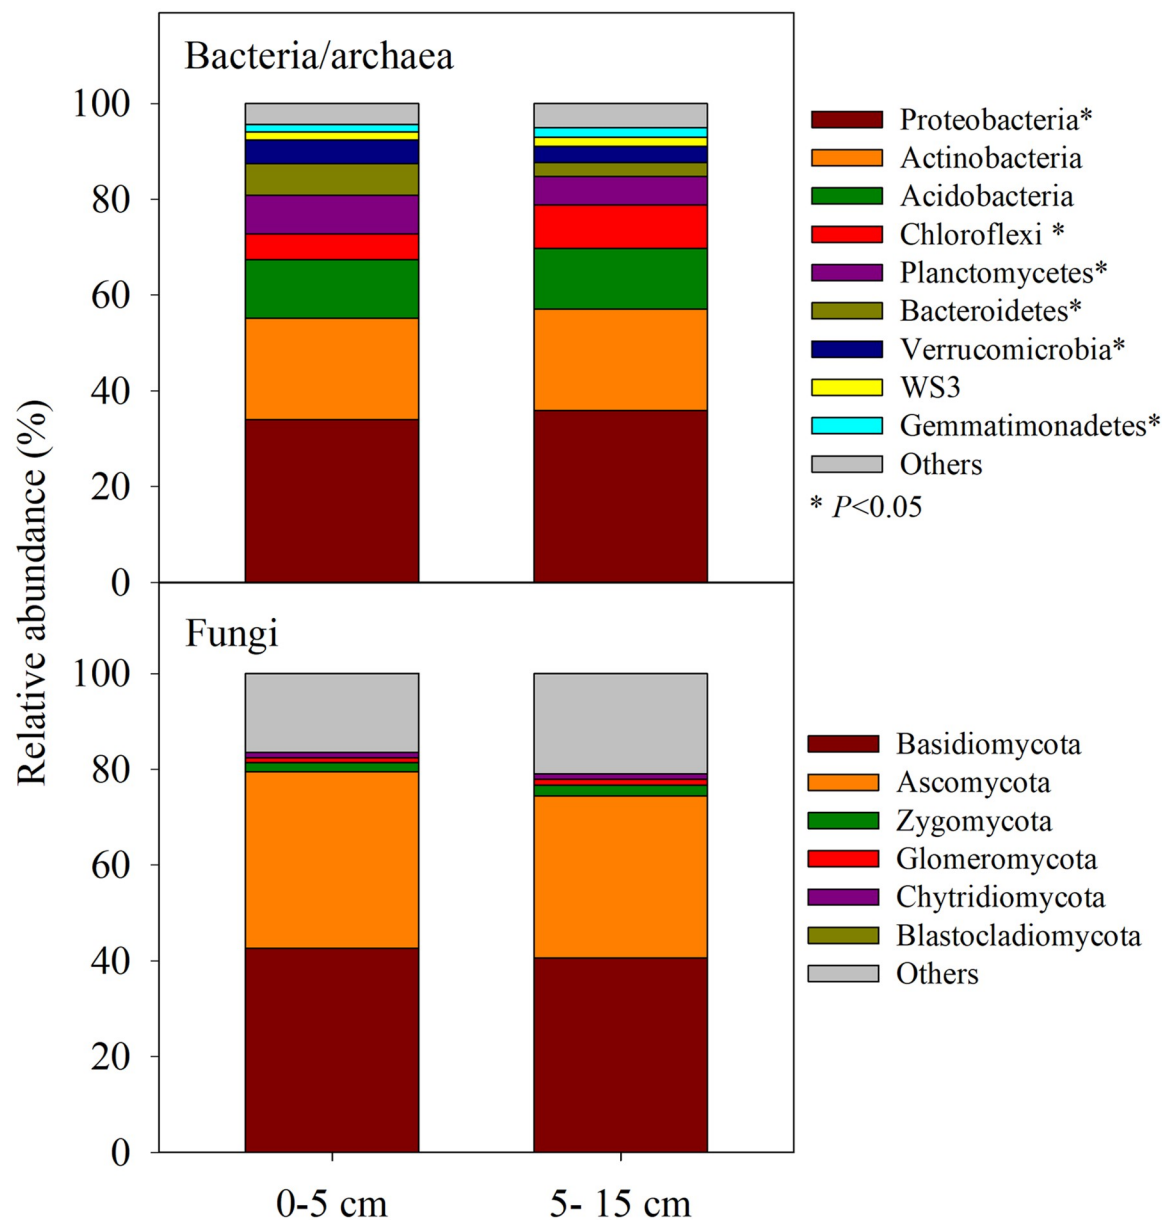 Bacteria/archaea
100
80
60
40
20
0
Proteobacteria*
Actinobacteria
Acidobacteria
Chloroflexi *
Planctomycetes*
Bacteroidetes*
Verrucomicrobia*
WS3
Gemmatimonadetes*
Others
* P<0.05
Relative abundance (%)
Fungi
100
80
60
40
20
0
Basidiomycota
Ascomycota
Zygomycota
Glomeromycota
Chytridiomycota
Blastocladiomycota
Others
0-5 cm
5- 15 cm